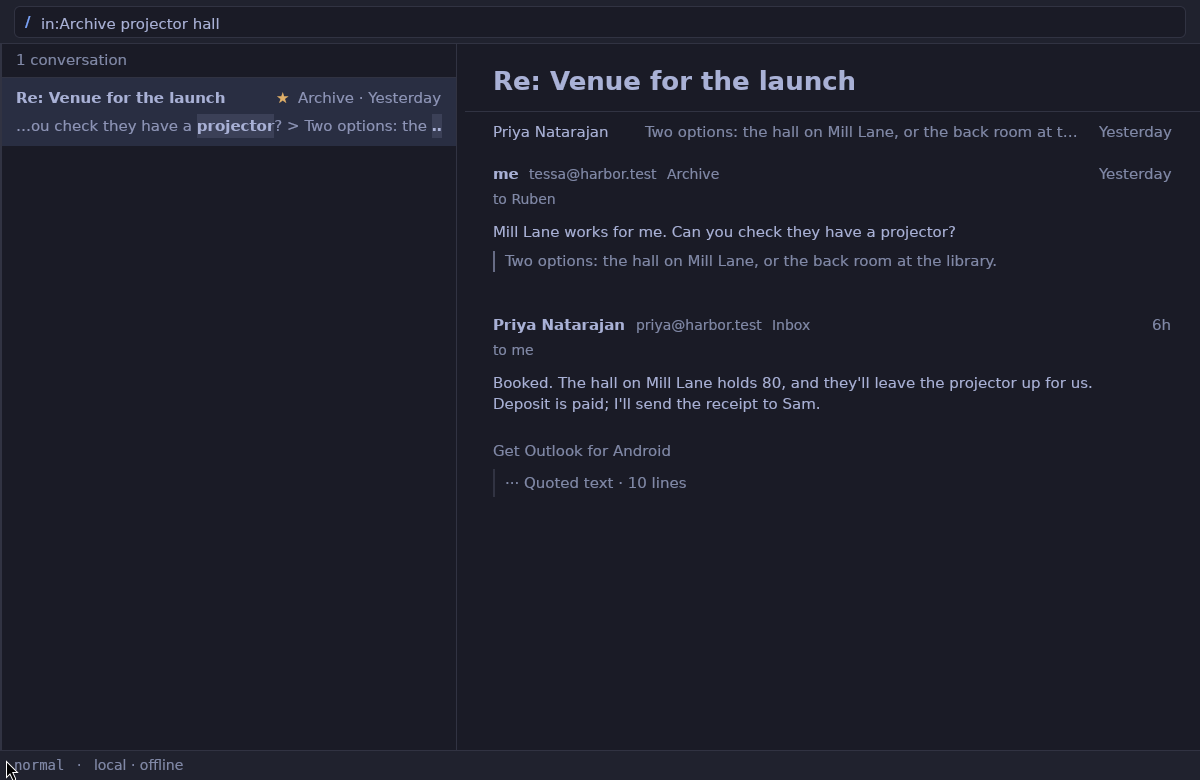 / in:Archive projector hall
1 conversation
Re: Venue for the launch ★ Archive · Yesterday
…ou check they have a projector? > Two options: the ..
Re: Venue for the launch
Priya Natarajan Two options: the hall on Mill Lane, or the back room at t… Yesterday
me tessa@harbor.test Archive Yesterday
to Ruben
Mill Lane works for me. Can you check they have a projector?
Two options: the hall on Mill Lane, or the back room at the library.
Priya Natarajan priya@harbor.test Inbox 6h
to me
Booked. The hall on Mill Lane holds 80, and they'll leave the projector up for us.
Deposit is paid; I'll send the receipt to Sam.
Get Outlook for Android
··· Quoted text · 10 lines
normal · local · offline